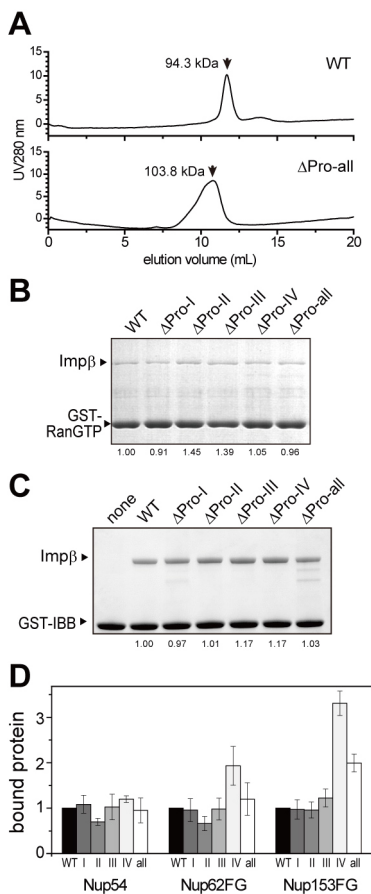 A
15
10
5
0
94.3 kDa
WT
UV280 nm
15
10
5
0
103.8 kDa
ΔPro-all
0 5 10 15 20
elution volume (mL)
B
WT ΔPro-I ΔPro-II ΔPro-III ΔPro-IV ΔPro-all
Impβ
GST-
RanGTP
1.00 0.91 1.45 1.39 1.05 0.96
C
none WT ΔPro-I ΔPro-II ΔPro-III ΔPro-IV ΔPro-all
Impβ
GST-IBB
1.00 0.97 1.01 1.17 1.17 1.03
D
bound protein
3
2
1
0
WT I II III IV all WT I II III IV all WT I II III IV all
Nup54 Nup62FG Nup153FG